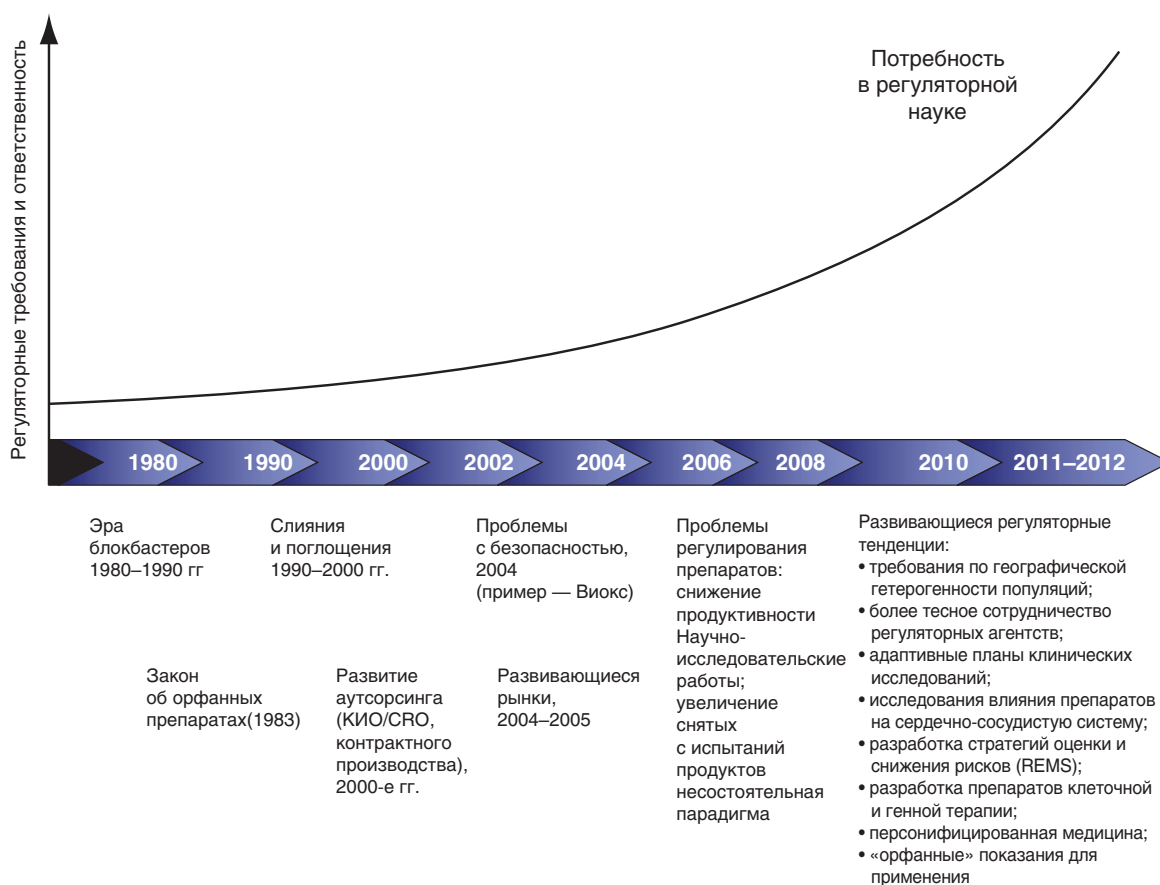 Регуляторные требования и ответственность
Потребность
в регуляторной
науке
1980
1990
2000
2002
2004
2006
2008
2010
2011–2012
Эра
блокбастеров
1980–1990 гг
Слияния
и поглощения
1990–2000 гг.
Проблемы
с безопасностью,
2004
(пример — Виокс)
Закон
об орфанных
препаратах(1983)
Развитие
аутсорсинга
(КИО/CRO,
контрактного
производства),
2000-е гг.
Развивающиеся
рынки,
2004–2005
Проблемы
регулирования
препаратов:
снижение
продуктивности
Научно-
исследовательские
работы;
увеличение
снятых
с испытаний
продуктов
несостоятельная
парадигма
Развивающиеся регуляторные
тенденции:
• требования по географической
гетерогенности популяций;
• более тесное сотрудничество
регуляторных агентств;
• адаптивные планы клинических
исследований;
• исследования влияния препаратов
на сердечно-сосудистую систему;
• разработка стратегий оценки и
снижения рисков (REMS);
• разработка препаратов клеточной
и генной терапии;
• персонифицированная медицина;
• «орфанные» показания для
применения